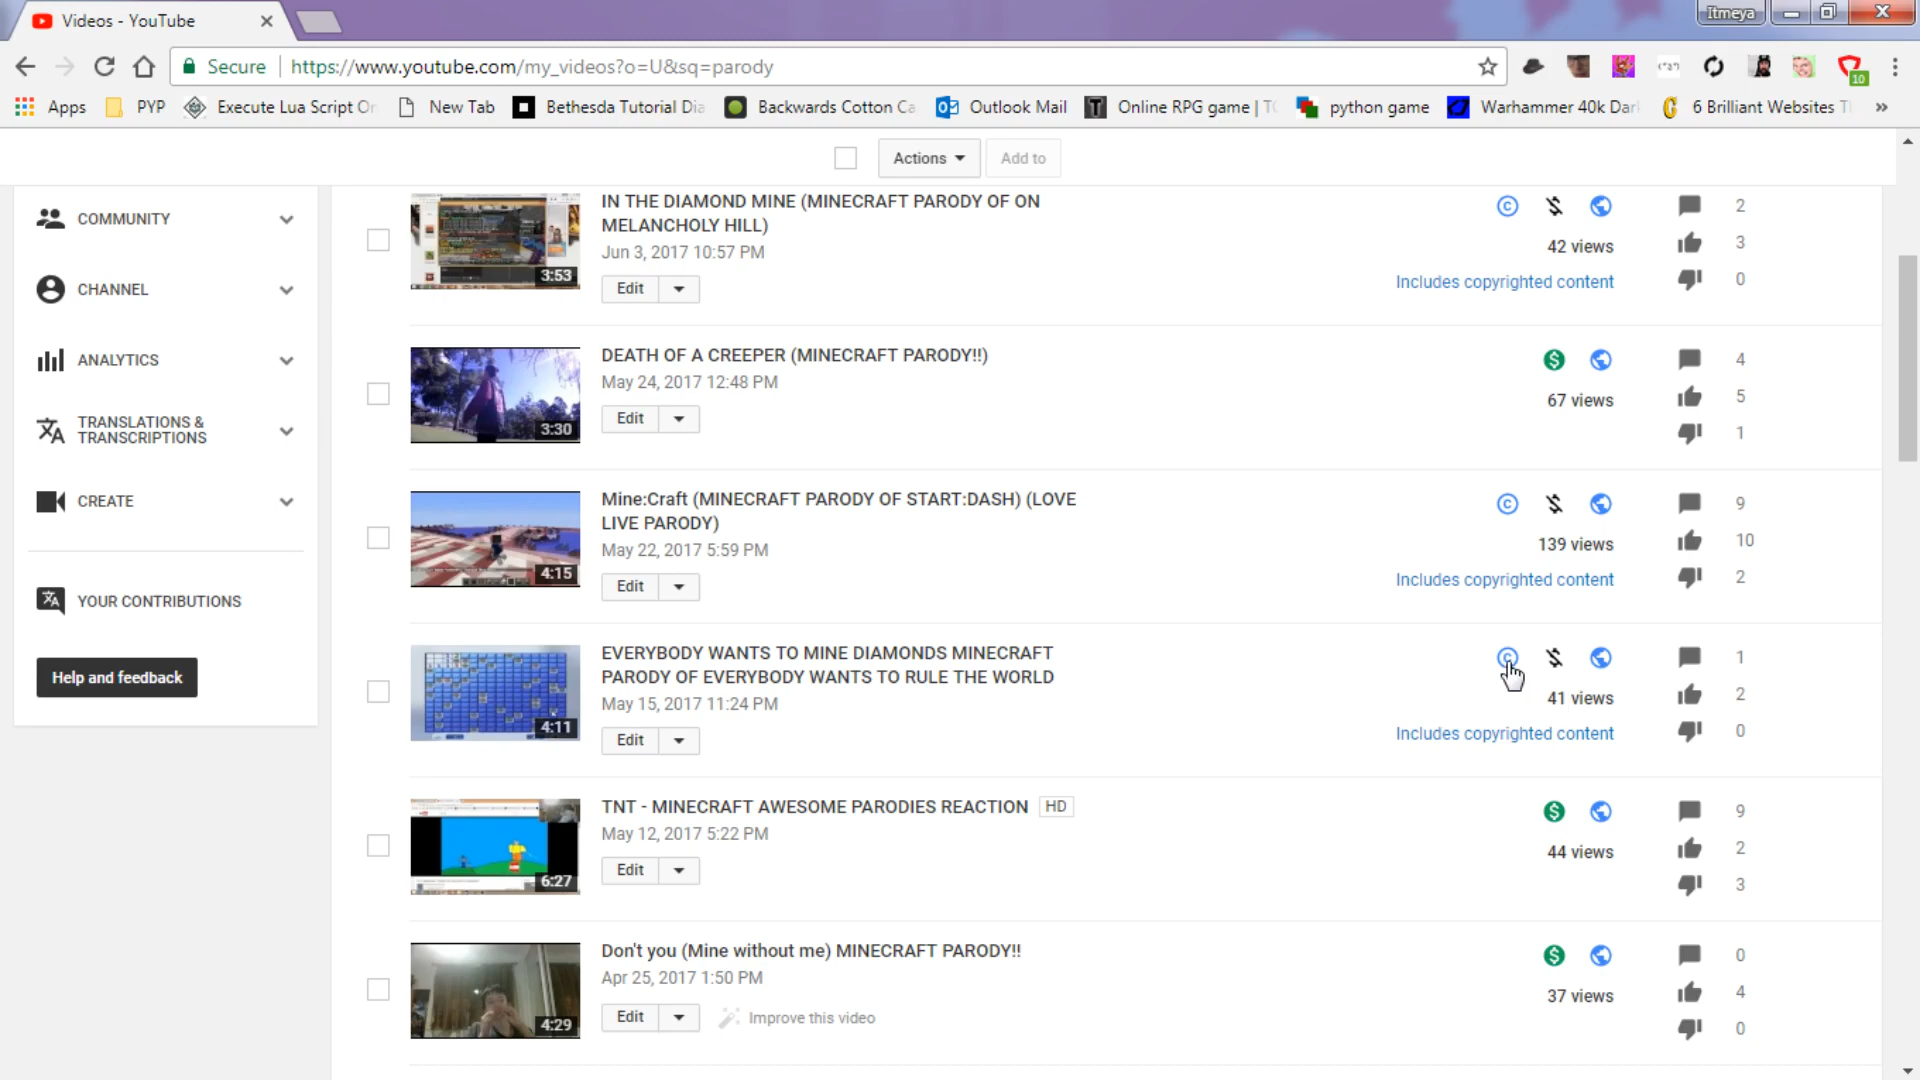 Videos - YouTube
Itmeya
Secure
https://www.youtube.com/my_videos?o=U&sq=parody
10
Apps
PYP
Execute Lua Script
New Tab
Bethesda Tutorial
Backwards Cotton
Outlook Mail
Online RPG game |
python game
Warhammer 40k
6 Brilliant Websites
Actions
Add to
COMMUNITY
CHANNEL
ANALYTICS
TRANSLATIONS &
TRANSCRIPTIONS
CREATE
YOUR CONTRIBUTIONS
Help and feedback
3:53
IN THE DIAMOND MINE (MINECRAFT PARODY OF ON
MELANCHOLY HILL)
Jun 3, 2017 10:57 PM
Edit
42 views
Includes copyrighted content
2
3
0
3:30
DEATH OF A CREEPER (MINECRAFT PARODY!!)
May 24, 2017 12:48 PM
Edit
67 views
4
5
1
4:15
Mine:Craft (MINECRAFT PARODY OF START:DASH) (LOVE
LIVE PARODY)
May 22, 2017 5:59 PM
Edit
139 views
Includes copyrighted content
9
10
2
4:11
EVERYBODY WANTS TO MINE DIAMONDS MINECRAFT
PARODY OF EVERYBODY WANTS TO RULE THE WORLD
May 15, 2017 11:24 PM
Edit
41 views
Includes copyrighted content
1
2
0
6:27
TNT - MINECRAFT AWESOME PARODIES REACTION HD
May 12, 2017 5:22 PM
Edit
44 views
9
2
3
4:29
Don't you (Mine without me) MINECRAFT PARODY!!
Apr 25, 2017 1:50 PM
Edit
Improve this video
37 views
0
4
0